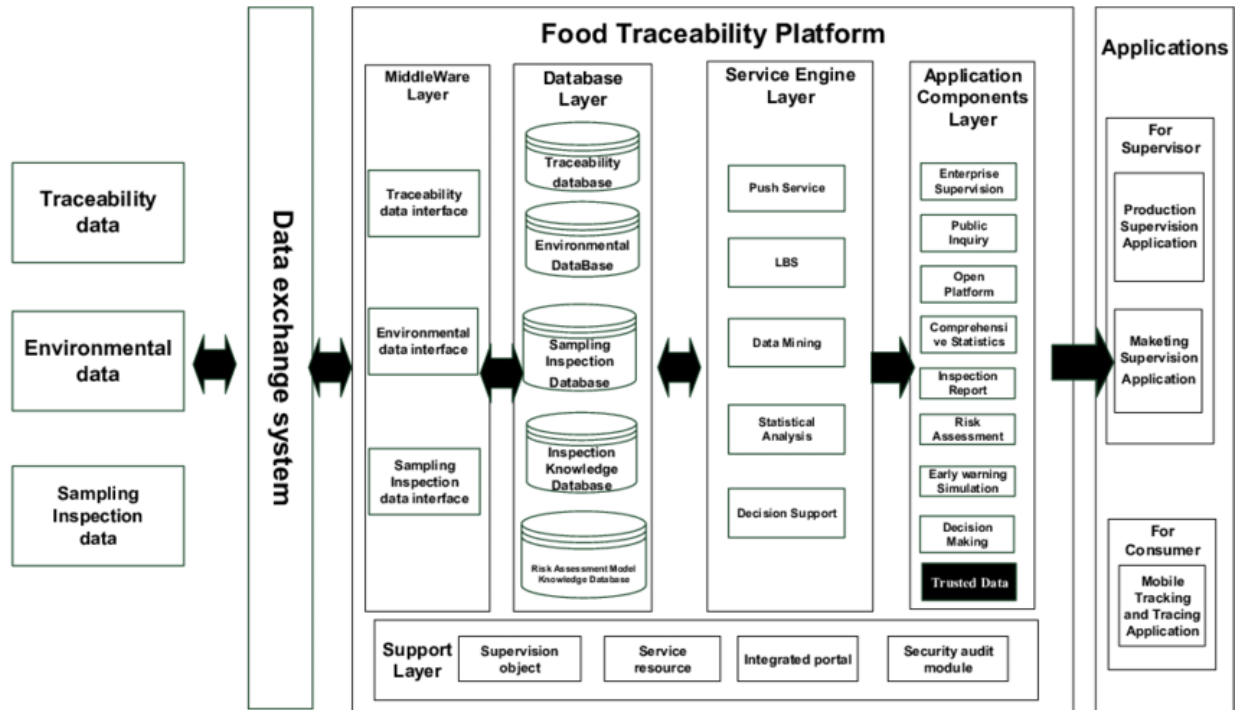 Traceability
data
Environmental
data
Sampling
Inspection
data
Data exchange system
Food Traceability Platform
MiddleWare
Layer
Traceability
data interface
Environmental
data interface
Sampling
Inspection
data interface
Database
Layer
Traceability
database
Environmental
DataBase
Sampling
Inspection
Database
Inspection
Knowledge
Database
Risk Assessment Model
Knowledge Database
Service Engine
Layer
Push Service
LBS
Data Mining
Statistical
Analysis
Decision Support
Application
Components
Layer
Enterprise
Supervision
Public
Inquiry
Open
Platform
Comprehensi
ve Statistics
Inspection
Report
Risk
Assessment
Early warning
Simulation
Decision
Making
Trusted Data
Support
Layer
Supervision
object
Service
resource
Integrated portal
Security audit
module
Applications
For
Supervisor
Production
Supervision
Application
Maketing
Supervision
Application
For
Consumer
Mobile
Tracking
and Tracing
Application